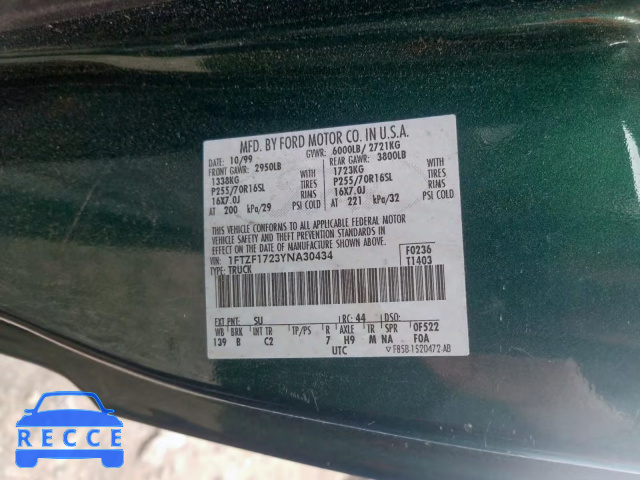 MFD. BY FORD MOTOR CO. IN U.S.A.
DATE: 10/99 GVWR: 6000LB/ 2721KG
FRONT GAWR: 2950LB REAR GAWR: 3800LB
1338KG WITH 1723KG WITH
P255/70R16SL TIRES P255/70R16SL TIRES
16X7.0J RIMS 16X7.0J RIMS
AT 200 kPa/29 PSI COLD AT 221 kPa/32 PSI COLD
THIS VEHICLE CONFORMS TO ALL APPLICABLE FEDERAL MOTOR
VEHICLE SAFETY AND THEFT PREVENTION STANDARDS IN
EFFECT ON THE DATE OF MANUFACTURE SHOWN ABOVE.
VIN: 1FTZF1723YNA30434 F0236
TYPE: TRUCK T1403
EXT PNT: SU RC: 44 DSO:
WB BRK INT TR TP/PS R AXLE TR SPR 0F522
139 B C2 7 H9 M NA F0A
UTC F85B 1520472 AB
RECCE